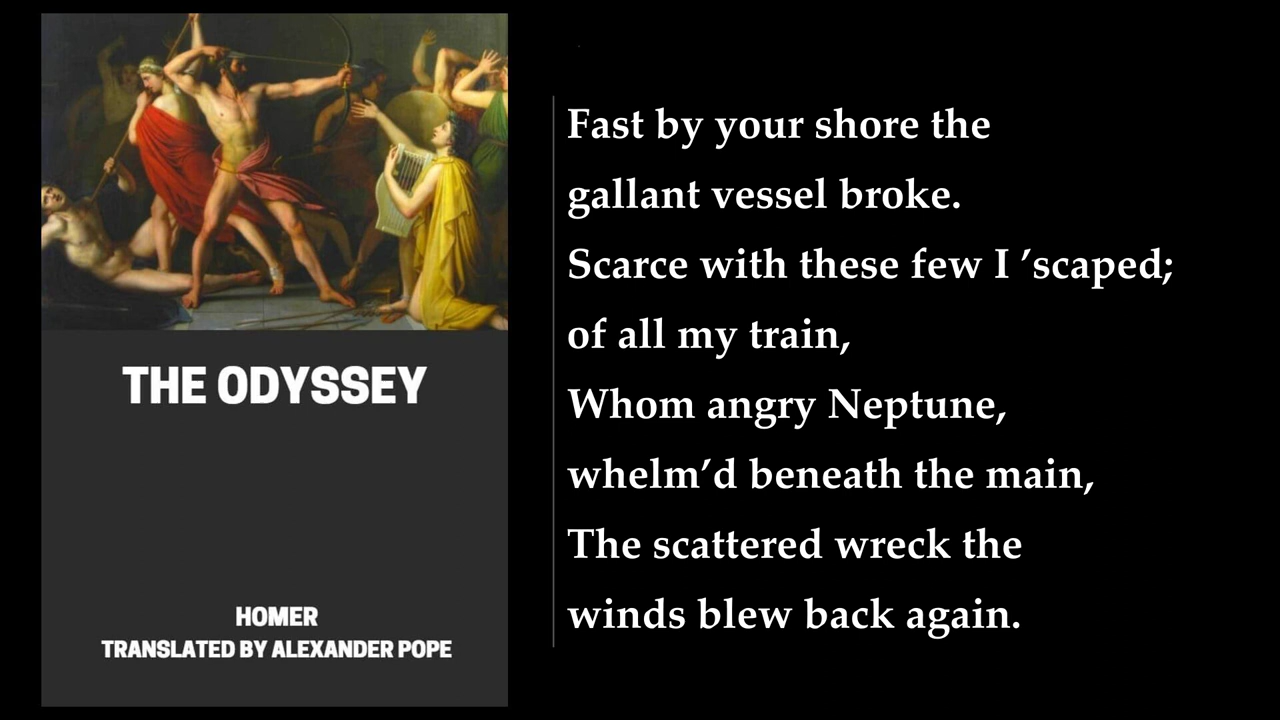 THE ODYSSEY
HOMER
TRANSLATED BY ALEXANDER POPE
Fast by your shore the
gallant vessel broke.
Scarce with these few I ’scaped;
of all my train,
Whom angry Neptune,
whelm’d beneath the main,
The scattered wreck the
winds blew back again.